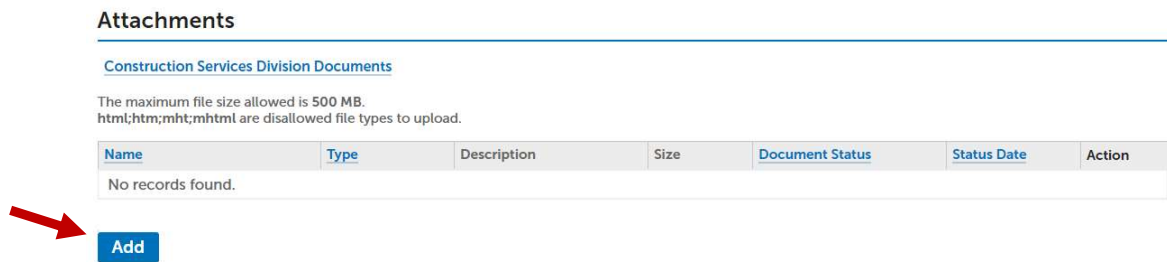 Attachments
Construction Services Division Documents
The maximum file size allowed is 500 MB.
html;htm;mht;mhtml are disallowed file types to upload.
Name Type Description Size Document Status Status Date Action
No records found.
Add